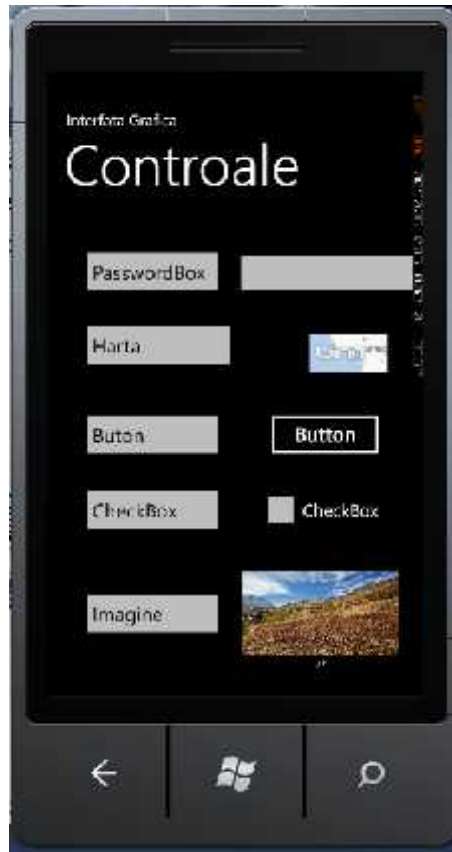 Interfata Grafica
Controale
PasswordBox
Harta
Buton
Button
CheckBox
CheckBox
Imagine